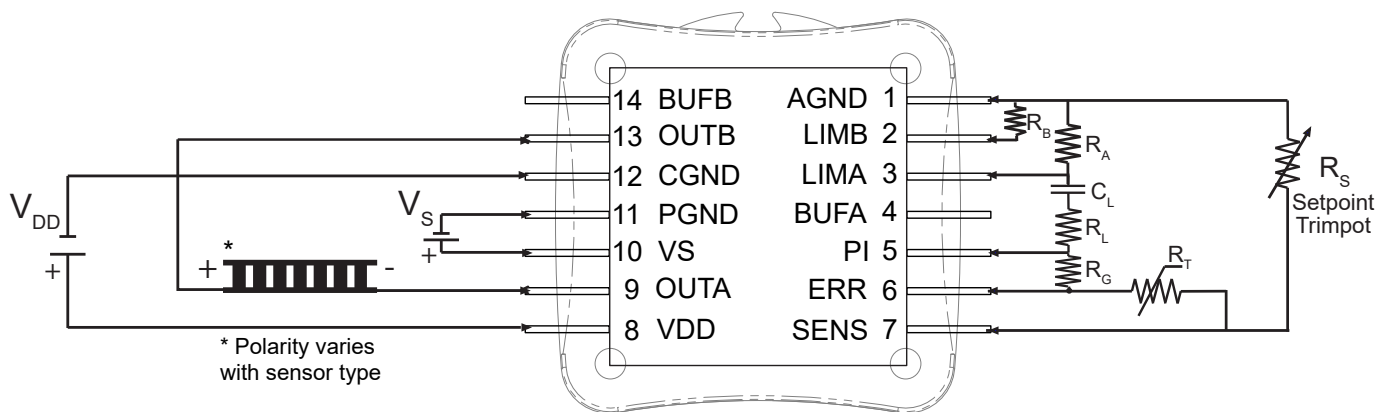 14 BUFB
13 OUTB
12 CGND
11 PGND
10 VS
9 OUTA
8 VDD
AGND 1
LIMB 2
LIMA 3
BUFA 4
PI 5
ERR 6
SENS 7
V_DD
+
V_S
+
*
+ -
* Polarity varies
with sensor type
R_B
R_A
C_L
R_L
R_G
R_T
R_S
Setpoint
Trimpot